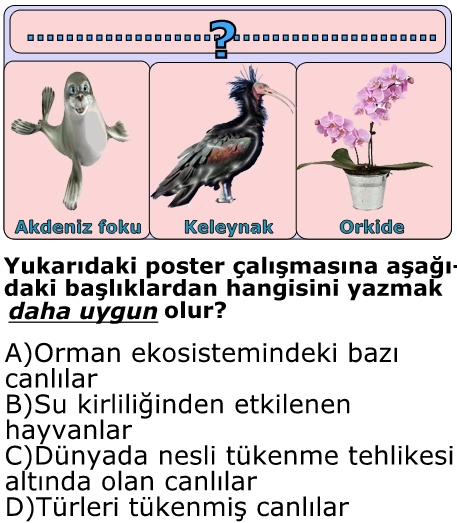 ..............................?..............................
Akdeniz foku Keleynak Orkide
Yukarıdaki poster çalışmasına aşağı-
daki başlıklardan hangisini yazmak
daha uygun olur?
A)Orman ekosistemindeki bazı
canlılar
B)Su kirliliğinden etkilenen
hayvanlar
C)Dünyada nesli tükenme tehlikesi
altında olan canlılar
D)Türleri tükenmiş canlılar